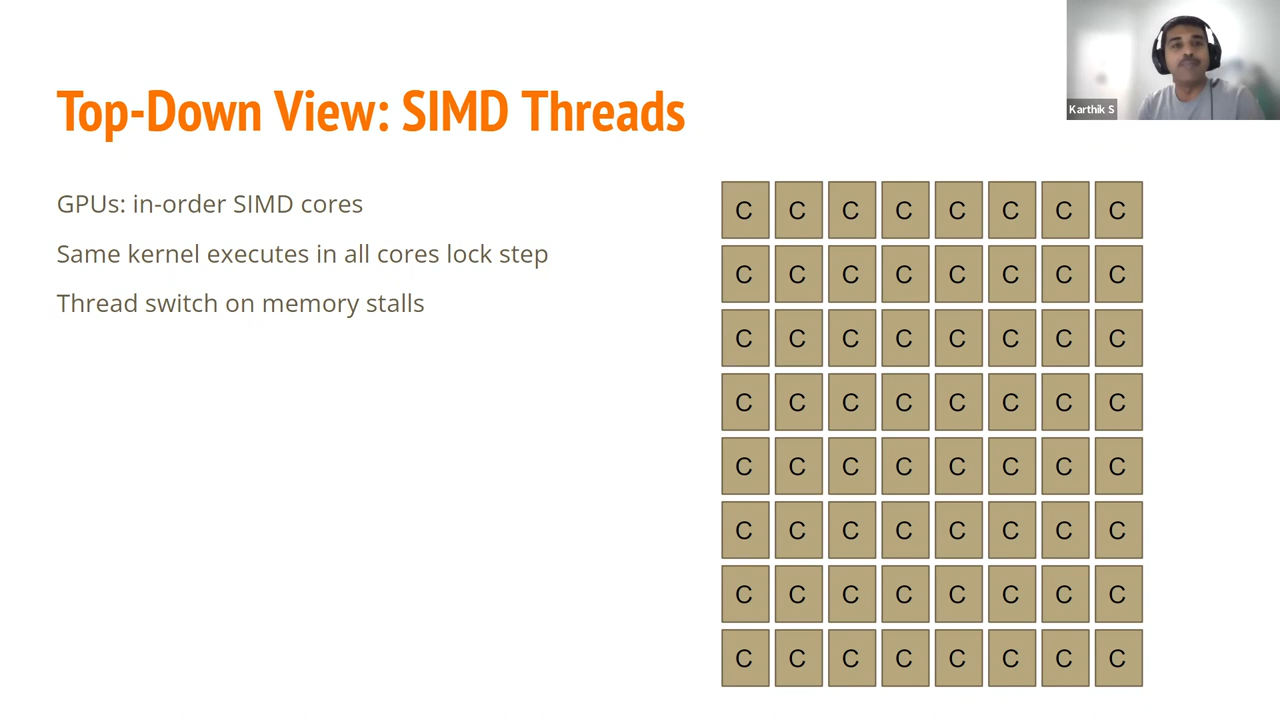 Top-Down View: SIMD Threads
Karthik S
GPUs: in-order SIMD cores
Same kernel executes in all cores lock step
Thread switch on memory stalls
C C C C C C C C
C C C C C C C C
C C C C C C C C
C C C C C C C C
C C C C C C C C
C C C C C C C C
C C C C C C C C
C C C C C C C C